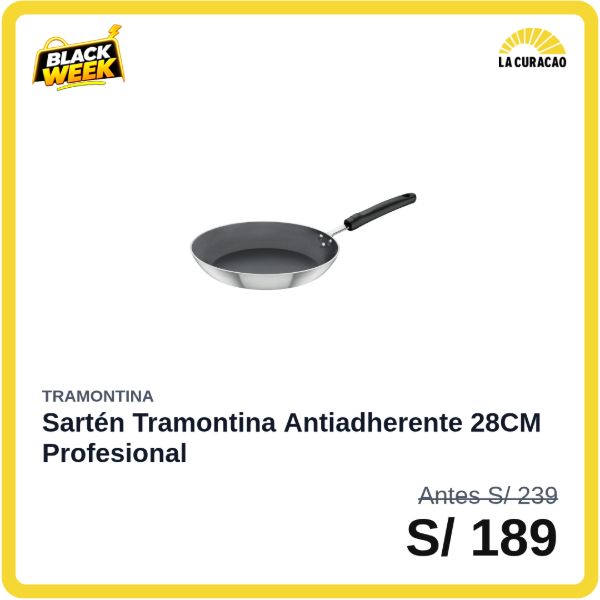 BLACK
WEEK
LA CURACAO
TRAMONTINA
Sartén Tramontina Antiadherente 28CM
Profesional
Antes S/ 239
S/ 189